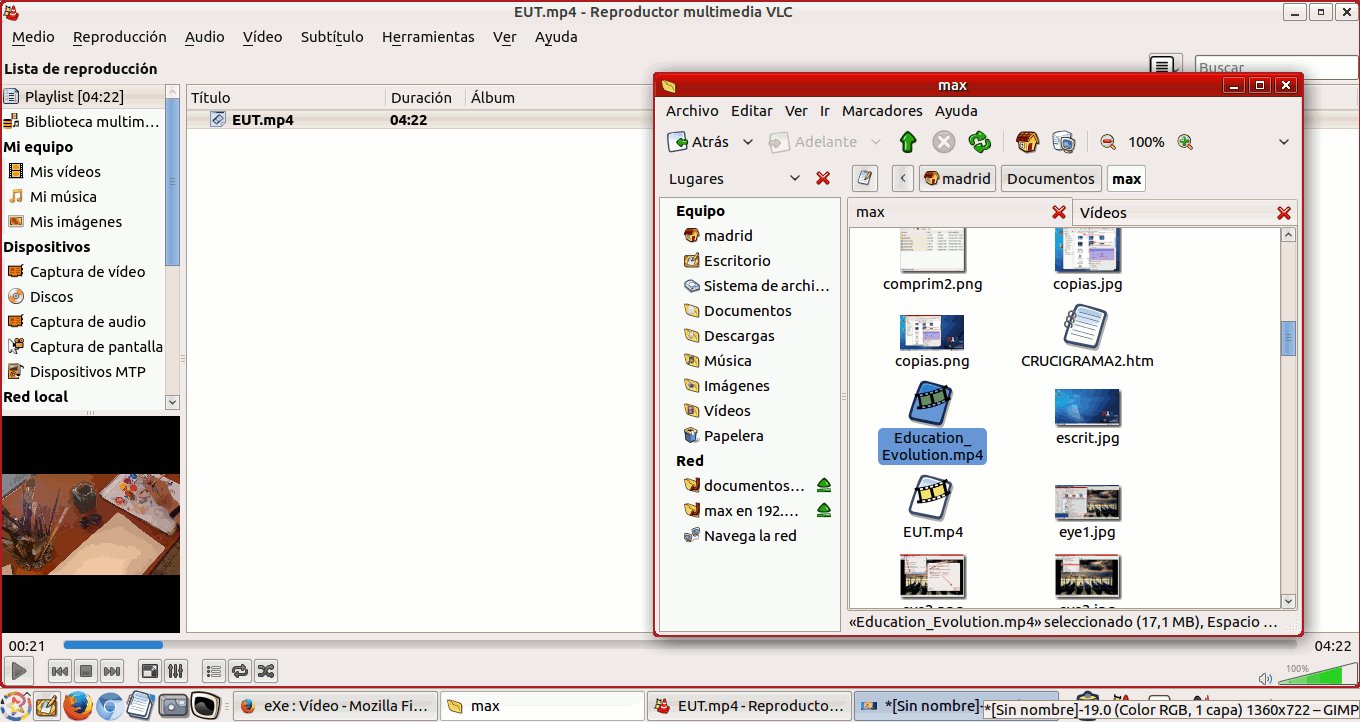 EUT.mp4 - Reproductor multimedia VLC
Medio Reproducción Audio Vídeo Subtítulo Herramientas Ver Ayuda
Lista de reproducción
Buscar
Playlist [04:22]
Biblioteca multim...
Mi equipo
Mis vídeos
Mi música
Mis imágenes
Dispositivos
Captura de vídeo
Discos
Captura de audio
Captura de pantalla
Dispositivos MTP
Red local
Título Duración Álbum
EUT.mp4 04:22
max
Archivo Editar Ver Ir Marcadores Ayuda
Atrás Adelante 100%
Lugares < madrid Documentos max
Equipo
madrid
Escritorio
Sistema de archi...
Documentos
Descargas
Música
Imágenes
Vídeos
Papelera
Red
documentos...
max en 192....
Navega la red
max Vídeos
comprim2.png copias.jpg
copias.png CRUCIGRAMA2.htm
Education_
Evolution.mp4
escrit.jpg
EUT.mp4 eye1.jpg
«Education_Evolution.mp4» seleccionado (17,1 MB), Espacio ...
00:21 04:22
100%
eXe : Vídeo - Mozilla Fi... max EUT.mp4 - Reproducto... *[Sin nombre]-
*[Sin nombre]-19.0 (Color RGB, 1 capa) 1360x722 – GIMP